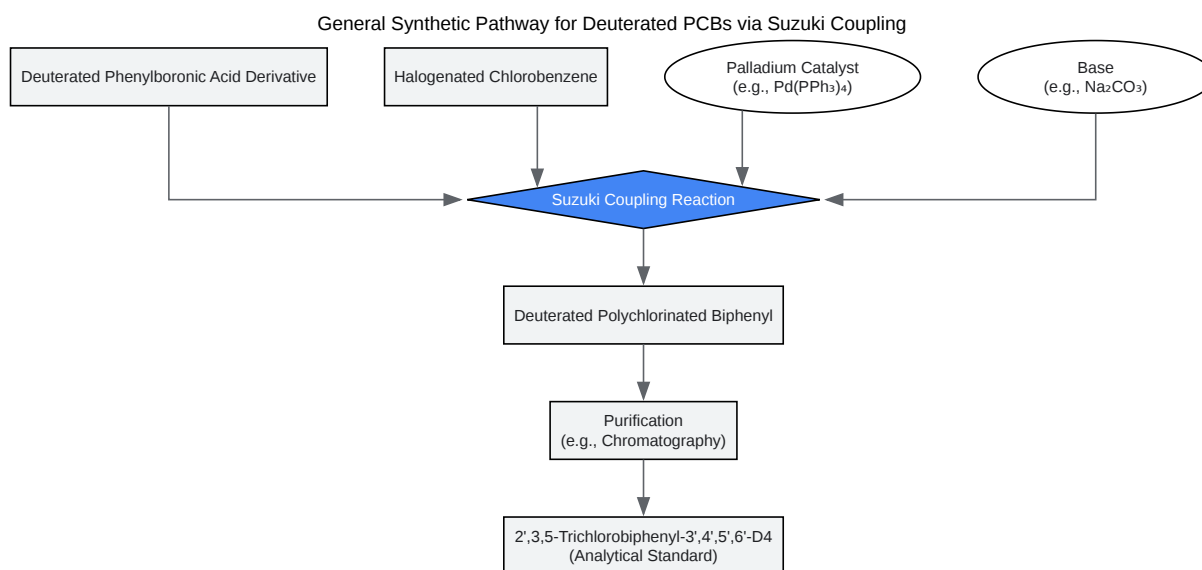 General Synthetic Pathway for Deuterated PCBs via Suzuki Coupling
Deuterated Phenylboronic Acid Derivative
Halogenated Chlorobenzene
Palladium Catalyst
(e.g., Pd(PPh₃)₄)
Base
(e.g., Na₂CO₃)
Suzuki Coupling Reaction
Deuterated Polychlorinated Biphenyl
Purification
(e.g., Chromatography)
2',3,5-Trichlorobiphenyl-3',4',5',6'-D4
(Analytical Standard)